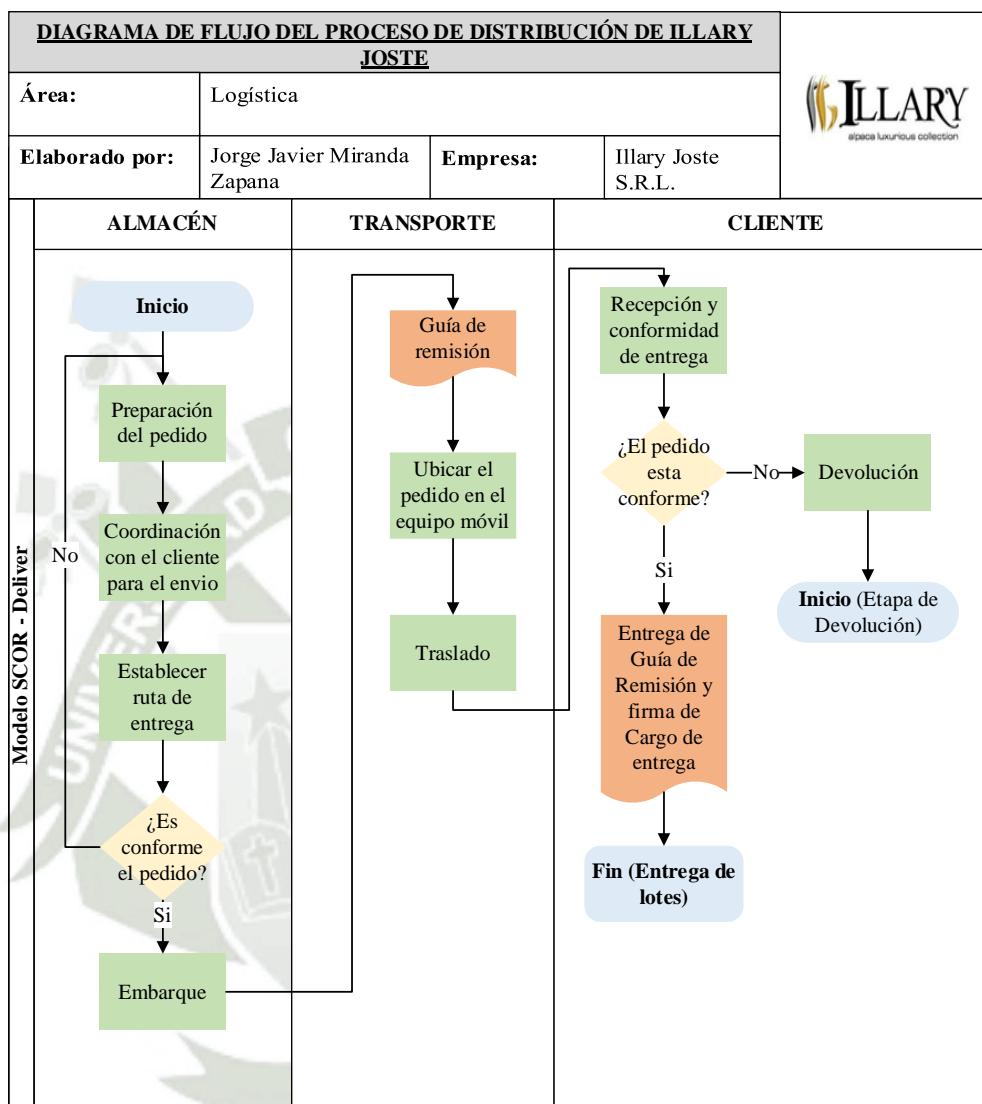 DIAGRAMA DE FLUJO DEL PROCESO DE DISTRIBUCIÓN DE ILLARY
JOSTE
Área:
Logística
ILLARY
alpaca luxurious collection
Elaborado por:
Jorge Javier Miranda
Zapana
Empresa:
Illary Joste
S.R.L.
Modelo SCOR - Deliver
ALMACÉN
TRANSPORTE
CLIENTE
Inicio
Preparación
del pedido
Coordinación
con el cliente
para el envio
No
Establecer
ruta de
entrega
¿Es
conforme
el pedido?
Si
Embarque
Guía de
remisión
Ubicar el
pedido en el
equipo móvil
Traslado
Recepción y
conformidad
de entrega
¿El pedido
esta
conforme?
No
Devolución
Inicio (Etapa de
Devolución)
Si
Entrega de
Guía de
Remisión y
firma de
Cargo de
entrega
Fin (Entrega de
lotes)